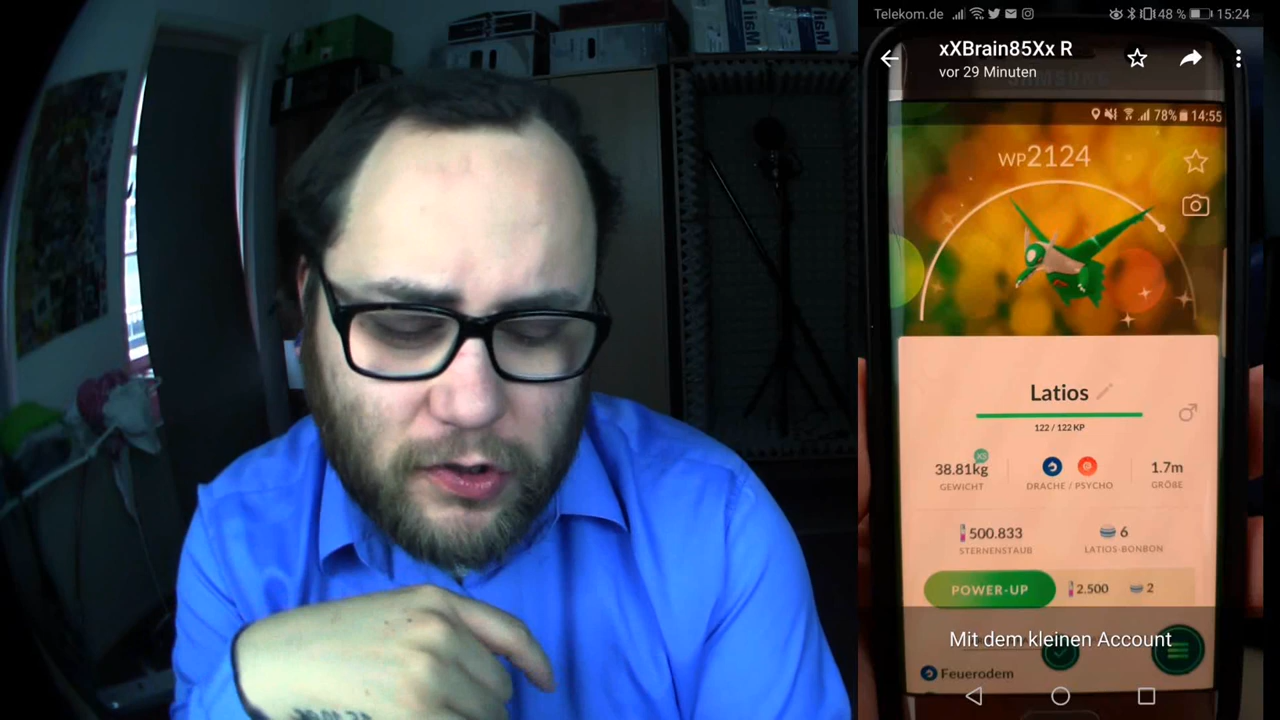 Telekom.de 48 % 15:24
xXBrain85Xx R
vor 29 Minuten
78% 14:55
WP2124
Latios
122 / 122 KP
XS
38.81kg
GEWICHT
DRACHE / PSYCHO
1.7m
GRÖßE
500.833
STERNENSTAUB
6
LATIOS-BONBON
POWER-UP 2.500 2
Mit dem kleinen Account
Feuerodem